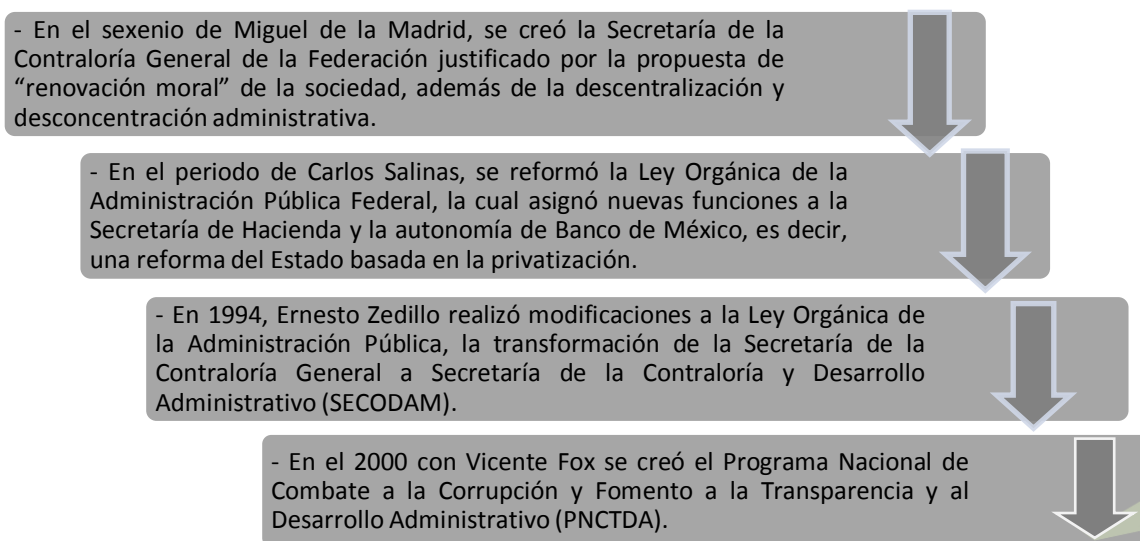 - En el sexenio de Miguel de la Madrid, se creó la Secretaría de la
Contraloría General de la Federación justificado por la propuesta de
“renovación moral” de la sociedad, además de la descentralización y
desconcentración administrativa.
- En el periodo de Carlos Salinas, se reformó la Ley Orgánica de la
Administración Pública Federal, la cual asignó nuevas funciones a la
Secretaría de Hacienda y la autonomía de Banco de México, es decir,
una reforma del Estado basada en la privatización.
- En 1994, Ernesto Zedillo realizó modificaciones a la Ley Orgánica de
la Administración Pública, la transformación de la Secretaría de la
Contraloría General a Secretaría de la Contraloría y Desarrollo
Administrativo (SECODAM).
- En el 2000 con Vicente Fox se creó el Programa Nacional de
Combate a la Corrupción y Fomento a la Transparencia y al
Desarrollo Administrativo (PNCTDA).